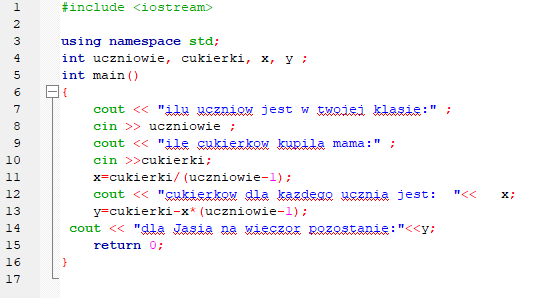 1 #include <iostream>
2
3 using namespace std;
4 int uczniowie, cukierki, x, y ;
5 int main()
6 {
7 cout << "ilu uczniow jest w twojej klasie:" ;
8 cin >> uczniowie ;
9 cout << "ile cukierkow kupila mama:" ;
10 cin >>cukierki;
11 x=cukierki/(uczniowie-1);
12 cout << "cukierkow dla kazdego ucznia jest:  "<<   x;
13 y=cukierki-x*(uczniowie-1);
14 cout << "dla Jasia na wieczor pozostanie:"<<y;
15 return 0;
16 }
17